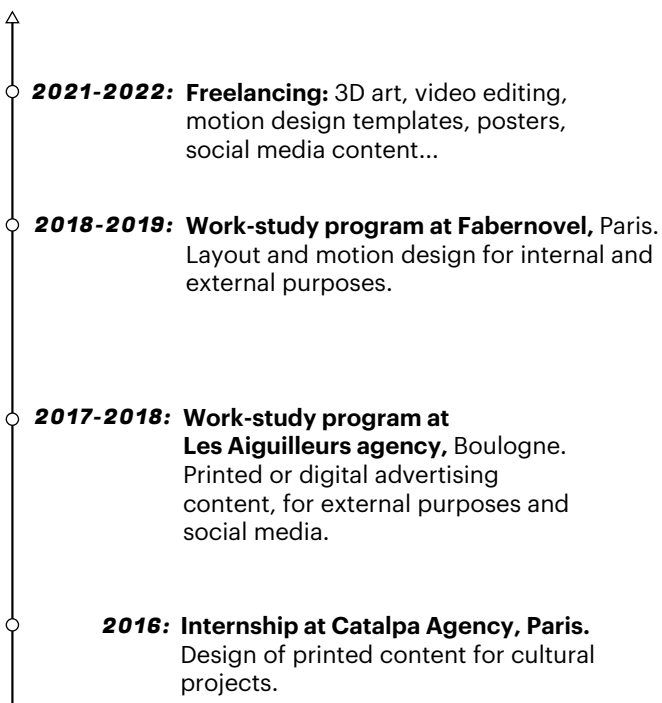 2021-2022: Freelancing: 3D art, video editing,
motion design templates, posters,
social media content...
2018-2019: Work-study program at Fabernovel, Paris.
Layout and motion design for internal and
external purposes.
2017-2018: Work-study program at
Les Aiguilleurs agency, Boulogne.
Printed or digital advertising
content, for external purposes and
social media.
2016: Internship at Catalpa Agency, Paris.
Design of printed content for cultural
projects.